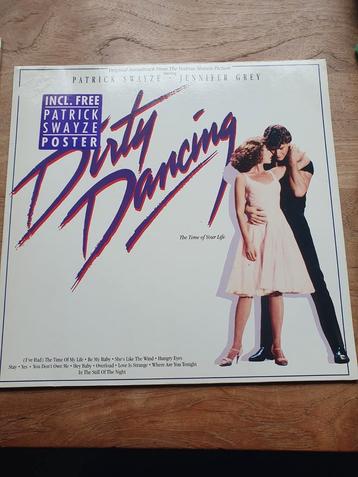 Original Soundtrack From The Vestron Motion Picture
starring
PATRICK SWAYZE • JENNIFER GREY
INCL. FREE
PATRICK
SWAYZE
POSTER
Dirty
Dancing
The Time of Your Life
(I've Had) The Time Of My Life • Be My Baby • She's Like The Wind • Hungry Eyes
Stay • Yes • You Don't Own Me • Hey Baby • Overload • Love Is Strange • Where Are You Tonight
In The Still Of The Night